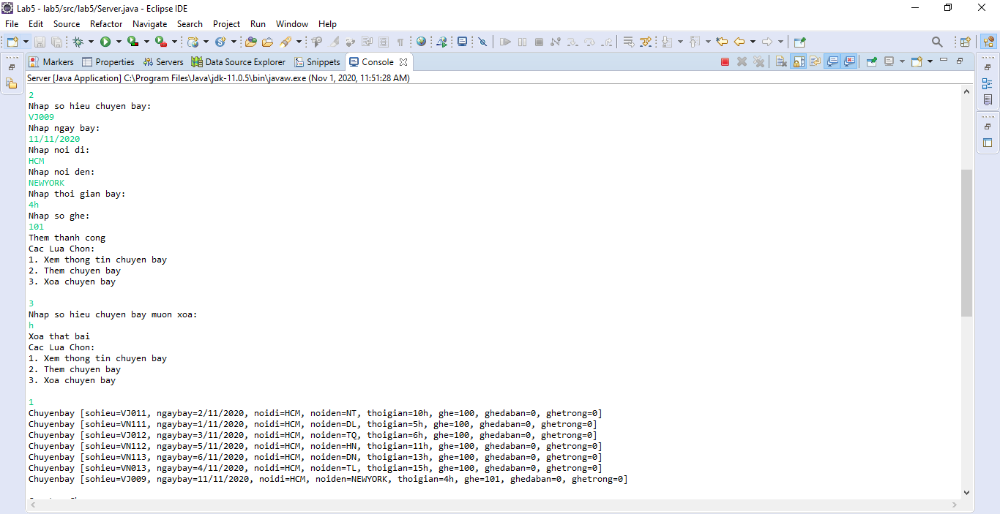 Lab5 - lab5/src/lab5/Server.java - Eclipse IDE
File Edit Source Refactor Navigate Search Project Run Window Help
Markers Properties Servers Data Source Explorer Snippets Console
Server [Java Application] C:\Program Files\Java\jdk-11.0.5\bin\javaw.exe (Nov 1, 2020, 11:51:28 AM)
2
Nhap so hieu chuyen bay:
VJ009
Nhap ngay bay:
11/11/2020
Nhap noi di:
HCM
Nhap noi den:
NEWYORK
Nhap thoi gian bay:
4h
Nhap so ghe:
101
Them thanh cong
Cac Lua Chon:
1. Xem thong tin chuyen bay
2. Them chuyen bay
3. Xoa chuyen bay
3
Nhap so hieu chuyen bay muon xoa:
h
Xoa that bai
Cac Lua Chon:
1. Xem thong tin chuyen bay
2. Them chuyen bay
3. Xoa chuyen bay
1
Chuyenbay [sohieu=VJ011, ngaybay=2/11/2020, noidi=HCM, noiden=NT, thoigian=10h, ghe=100, ghedaban=0, ghetrong=0]
Chuyenbay [sohieu=VN111, ngaybay=1/11/2020, noidi=HCM, noiden=DL, thoigian=5h, ghe=100, ghedaban=0, ghetrong=0]
Chuyenbay [sohieu=VJ012, ngaybay=3/11/2020, noidi=HCM, noiden=TQ, thoigian=6h, ghe=100, ghedaban=0, ghetrong=0]
Chuyenbay [sohieu=VN112, ngaybay=5/11/2020, noidi=HCM, noiden=HN, thoigian=11h, ghe=100, ghedaban=0, ghetrong=0]
Chuyenbay [sohieu=VN113, ngaybay=6/11/2020, noidi=HCM, noiden=DN, thoigian=13h, ghe=100, ghedaban=0, ghetrong=0]
Chuyenbay [sohieu=VN013, ngaybay=4/11/2020, noidi=HCM, noiden=TL, thoigian=15h, ghe=100, ghedaban=0, ghetrong=0]
Chuyenbay [sohieu=VJ009, ngaybay=11/11/2020, noidi=HCM, noiden=NEWYORK, thoigian=4h, ghe=101, ghedaban=0, ghetrong=0]